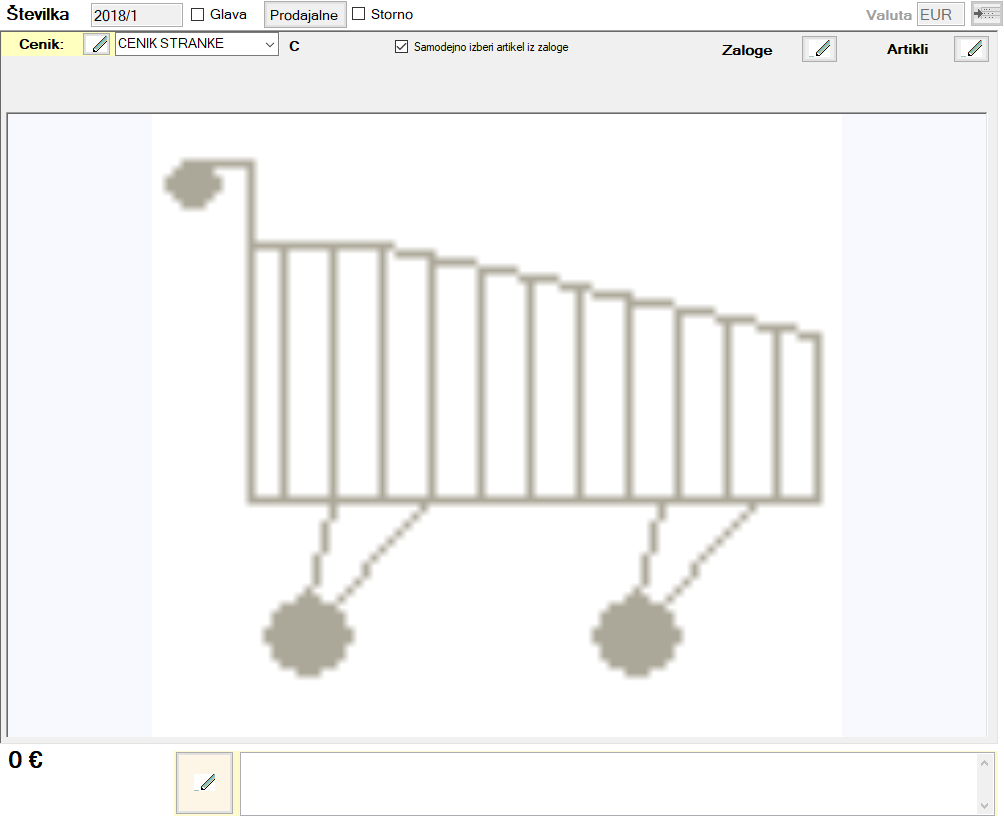 Številka 2018/1 Glava Prodajalne Storno Valuta EUR
Cenik: CENIK STRANKE C Samodejno izberi artikel iz zaloge Zaloge Artikli
0 €